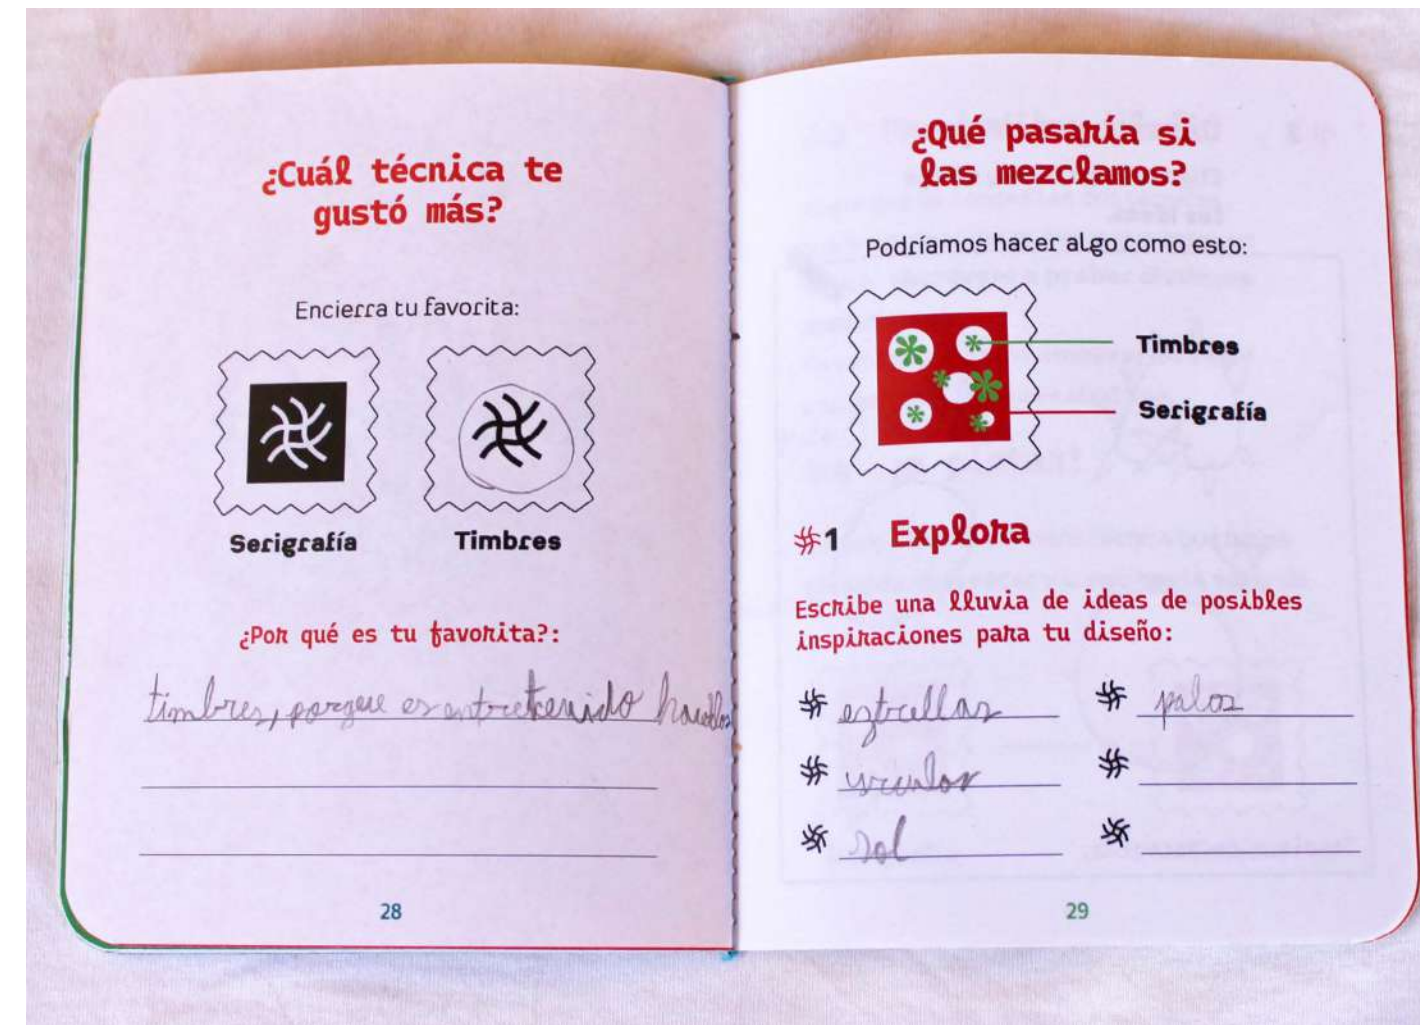 ¿Cuál técnica te
gustó más?
Encierra tu favorita:
Serigrafía
Timbres
¿Por qué es tu favorita?:
timbres, porque es entretenido hacerlos
28
¿Qué pasaría si
las mezclamos?
Podríamos hacer algo como esto:
Timbres
Serigrafía
#1 Explora
Escribe una lluvia de ideas de posibles
inspiraciones para tu diseño:
estrellas
palos
circulos
sol
29